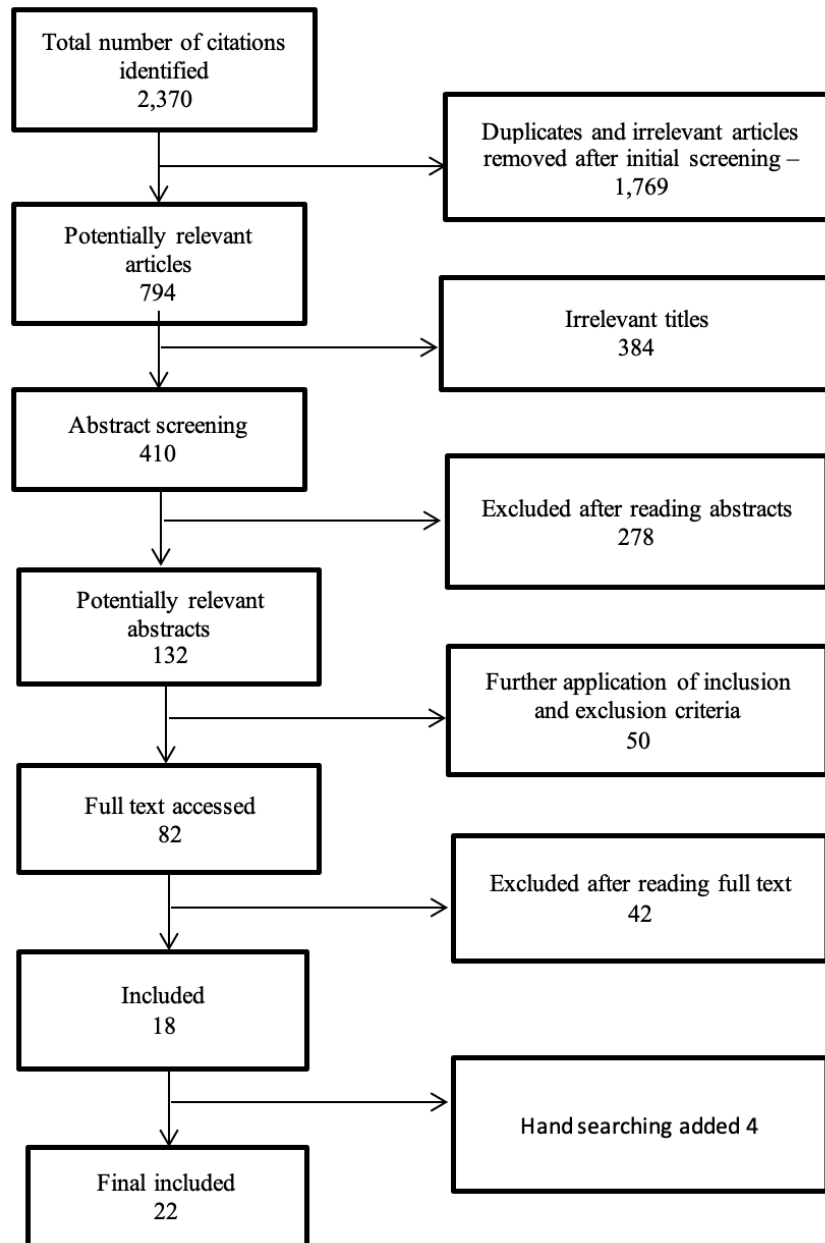 Total number of citations
identified
2,370
Duplicates and irrelevant articles
removed after initial screening –
1,769
Potentially relevant
articles
794
Irrelevant titles
384
Abstract screening
410
Excluded after reading abstracts
278
Potentially relevant
abstracts
132
Further application of inclusion
and exclusion criteria
50
Full text accessed
82
Excluded after reading full text
42
Included
18
Hand searching added 4
Final included
22